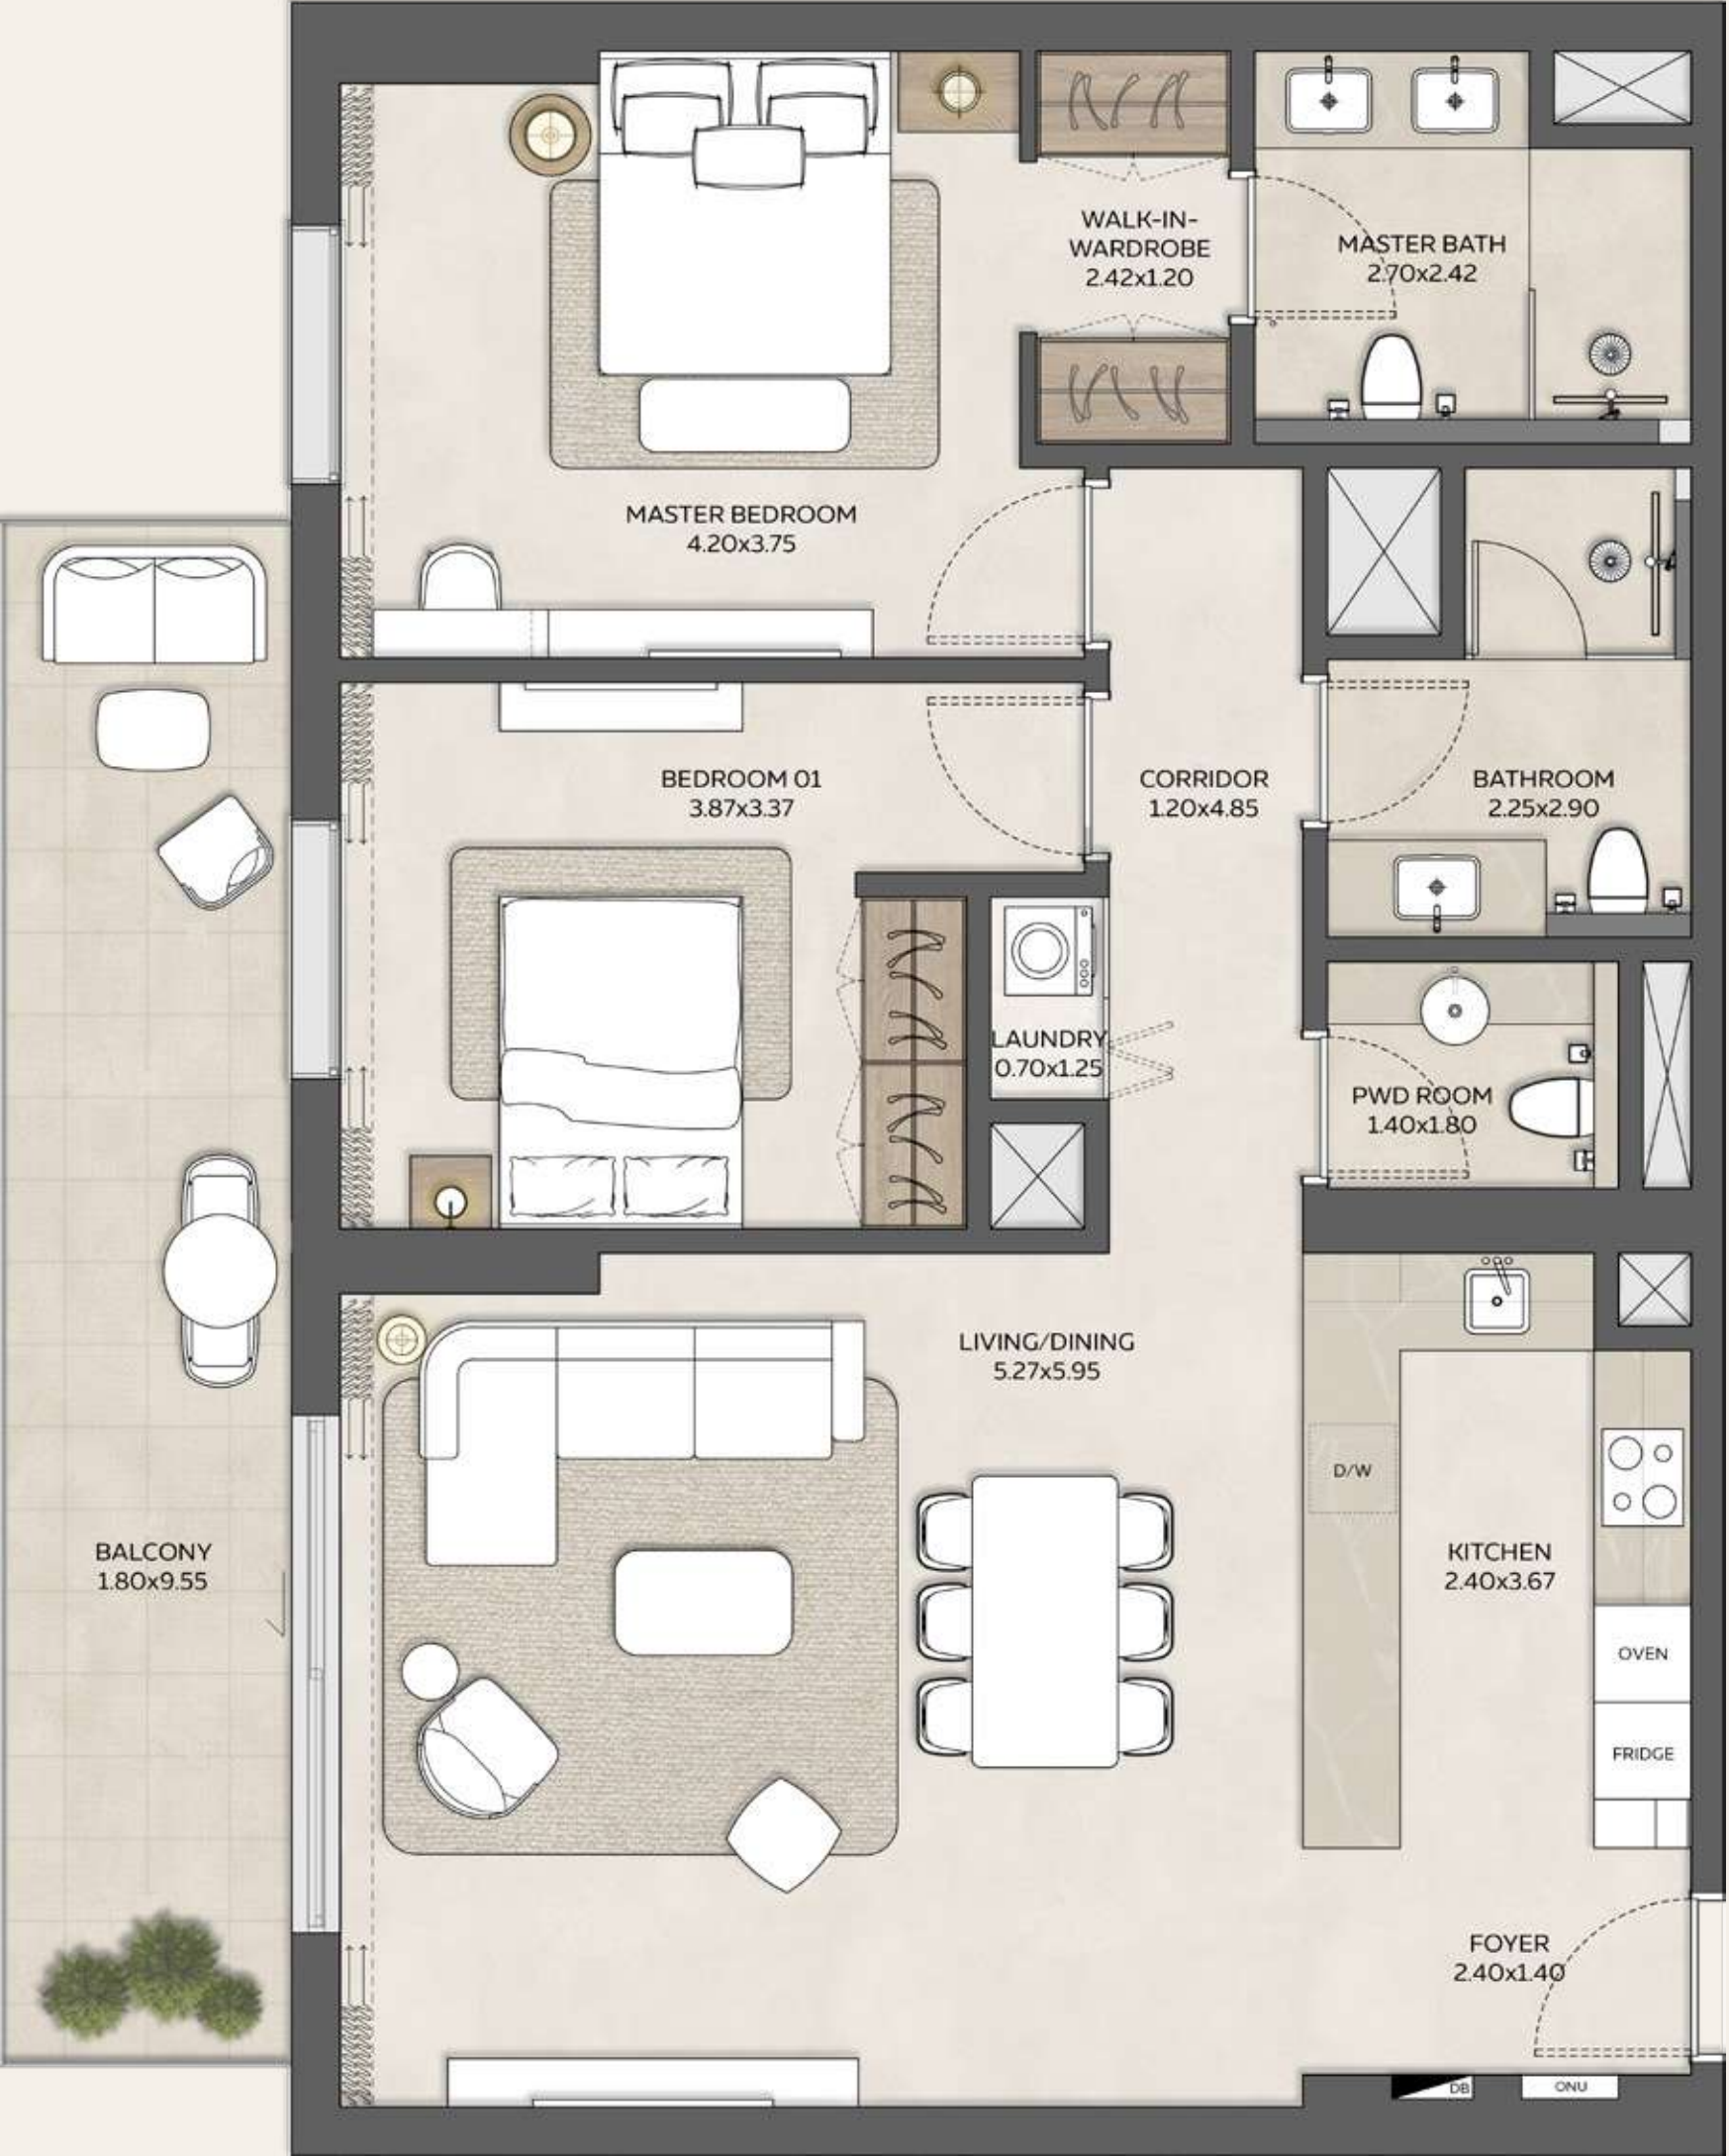 WALK-IN-
WARDROBE
2.42x1.20
MASTER BATH
2.70x2.42
MASTER BEDROOM
4.20x3.75
BEDROOM 01
3.87x3.37
CORRIDOR
1.20x4.85
BATHROOM
2.25x2.90
LAUNDRY
0.70x1.25
PWD ROOM
1.40x1.80
LIVING/DINING
5.27x5.95
D/W
BALCONY
1.80x9.55
KITCHEN
2.40x3.67
OVEN
FRIDGE
FOYER
2.40x1.40
DB
ONU